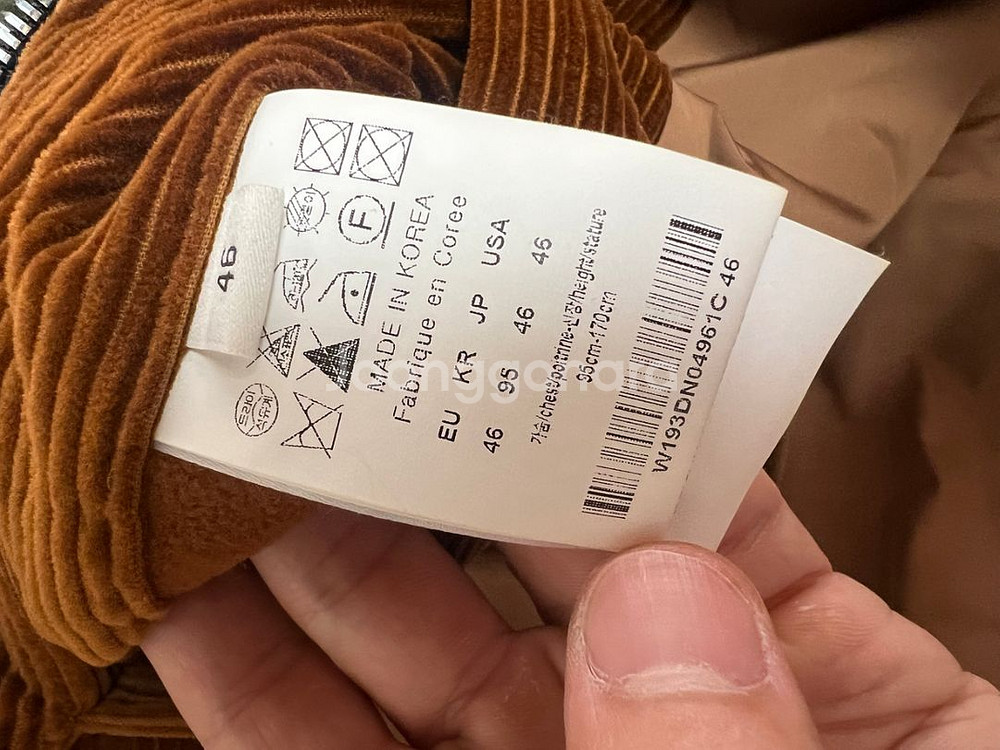 46
F
MADE IN KOREA
Fabrique en Coree
EU KR JP USA
46 95 46 46
가슴/chest/poitrine-신장/height/stature
95cm-170cm
W193DN04961C 46